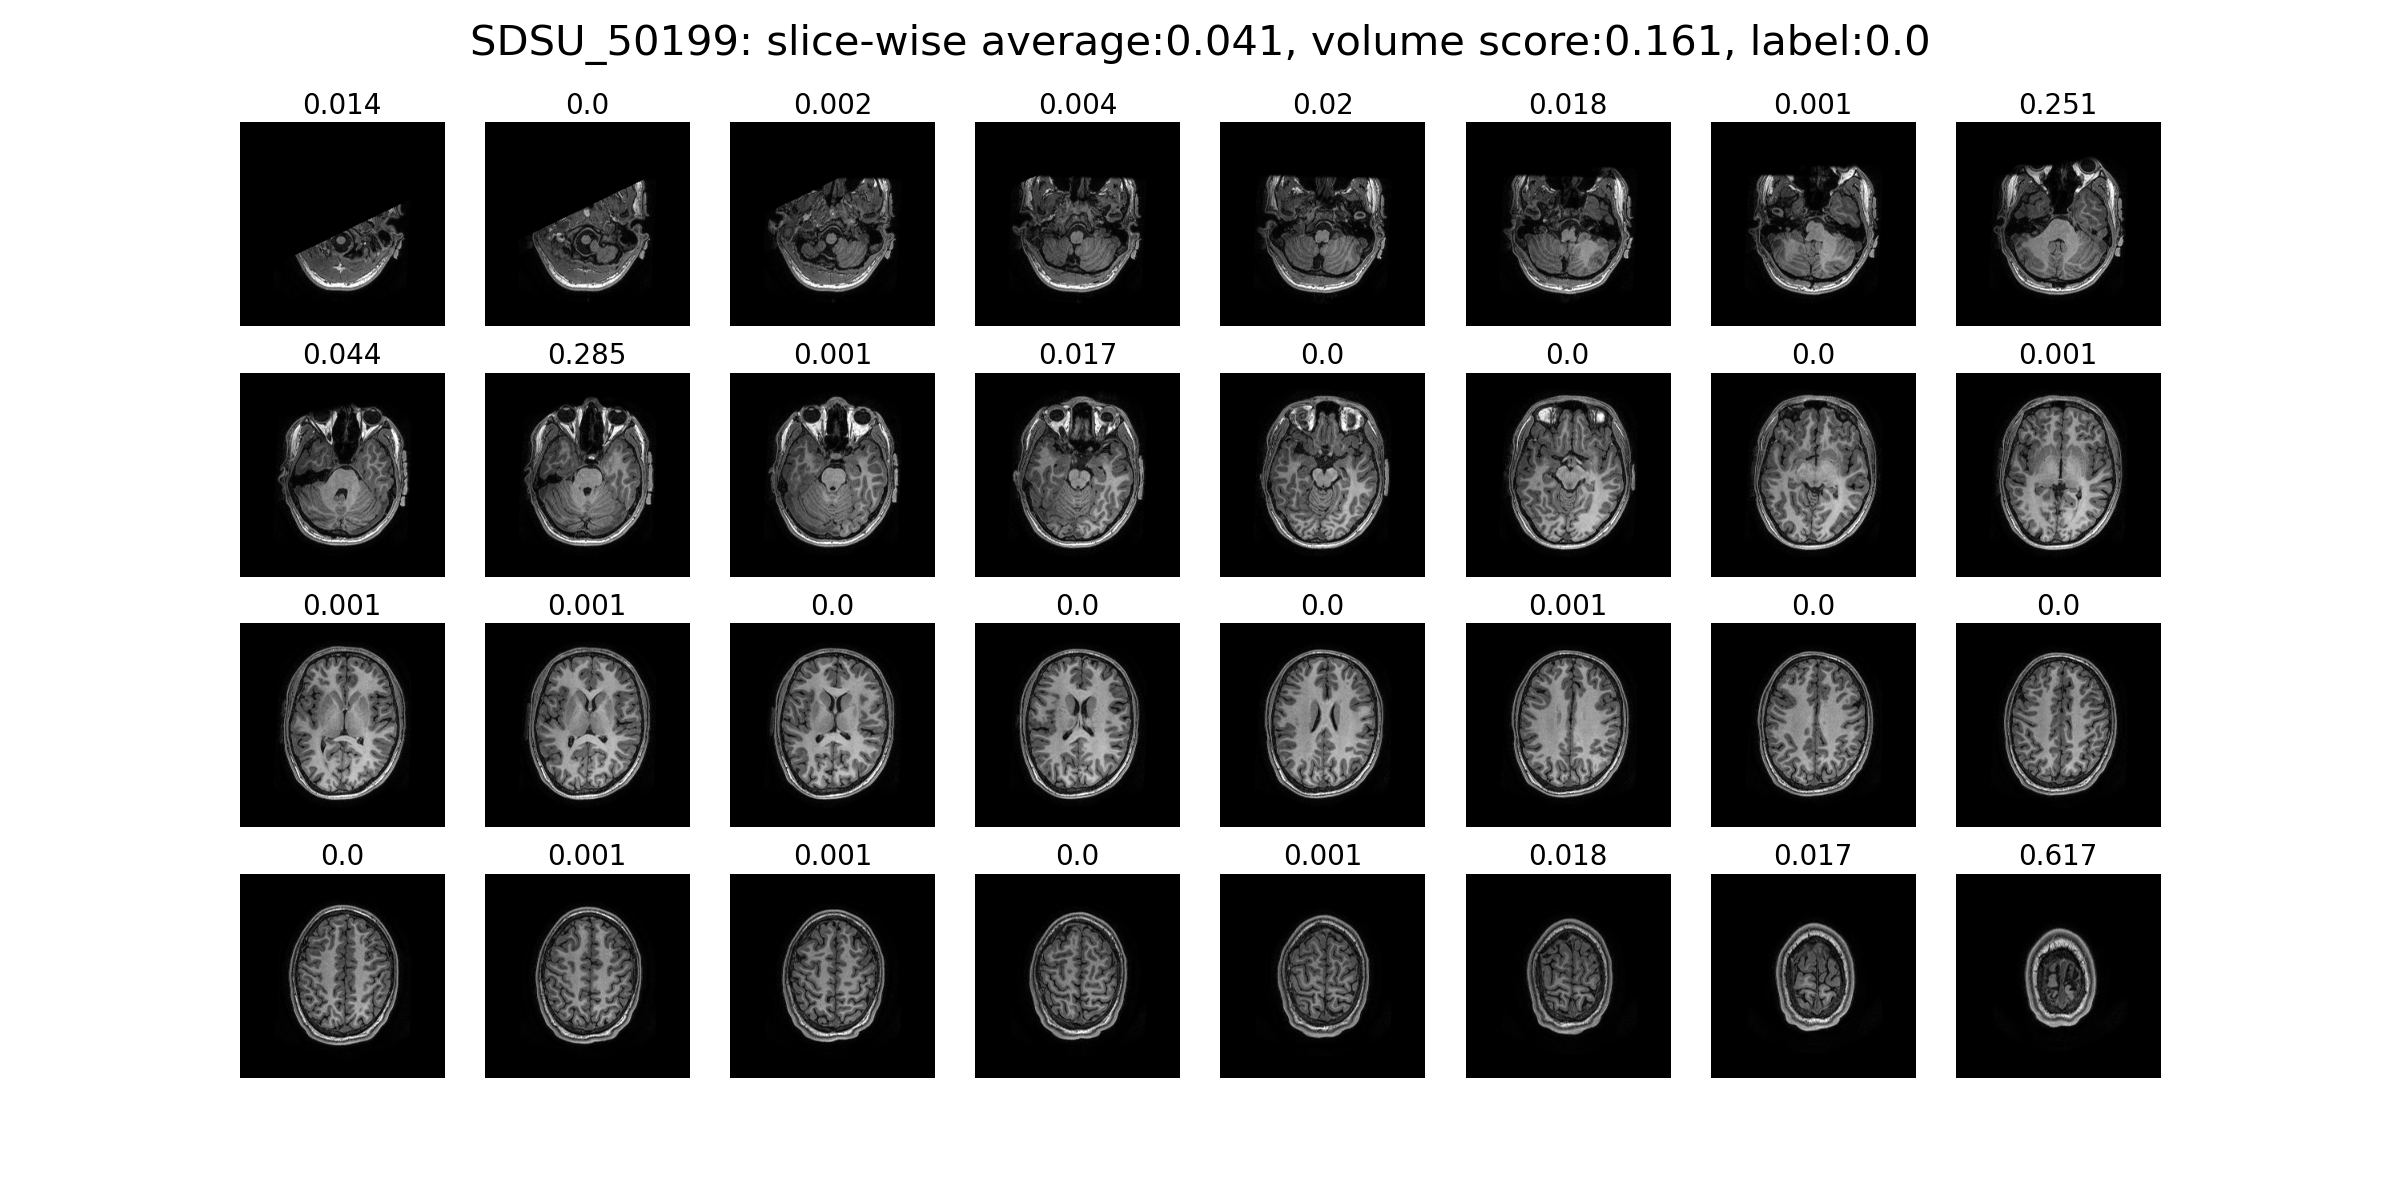 SDSU_50199: slice-wise average:0.041, volume score:0.161, label:0.0
0.014 0.0 0.002 0.004 0.02 0.018 0.001 0.251
0.044 0.285 0.001 0.017 0.0 0.0 0.0 0.001
0.001 0.001 0.0 0.0 0.0 0.001 0.0 0.0
0.0 0.001 0.001 0.0 0.001 0.018 0.017 0.617